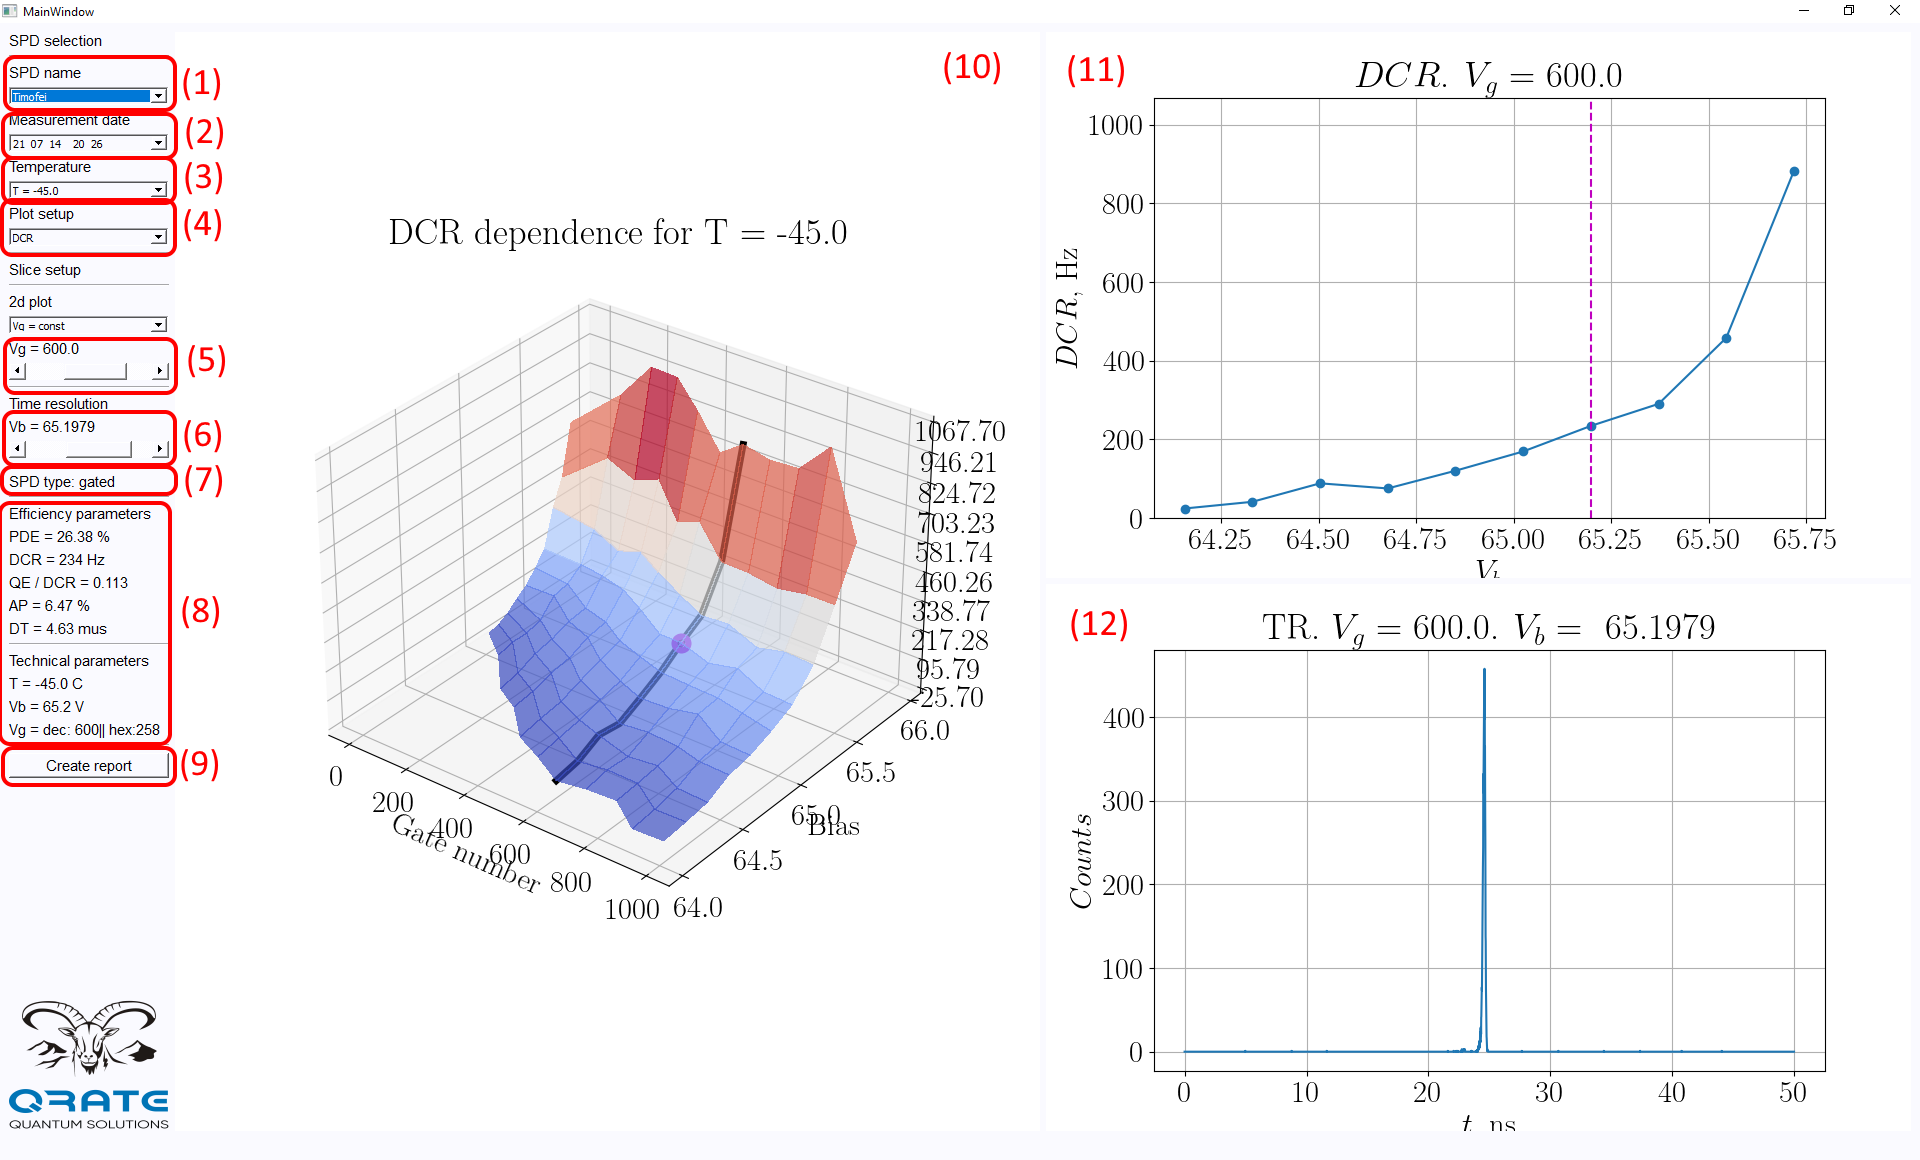 MainWindow
SPD selection
SPD name
(1)
Timofei
Measurement date
(2)
21 07 14 20 26
Temperature
(3)
T = -45.0
Plot setup
(4)
DCR
Slice setup
2d plot
Vg = const
Vg = 600.0
(5)
Time resolution
Vb = 65.1979
(6)
SPD type: gated
(7)
Efficiency parameters
PDE = 26.38 %
DCR = 234 Hz
QE / DCR = 0.113
AP = 6.47 %
DT = 4.63 mus
(8)
Technical parameters
T = -45.0 C
Vb = 65.2 V
Vg = dec: 600|| hex:258
Create report
(9)
QRATE
QUANTUM SOLUTIONS
(10)
DCR dependence for T = -45.0
1067.70
946.21
824.72
703.23
581.74
460.26
338.77
217.28
95.79
-25.70
66.0
65.5
65.0
64.5
64.0
Bias
0
200
400
600
800
1000
Gate number
(11)
DCR. Vg = 600.0
1000
800
600
400
200
0
DCR, Hz
64.25 64.50 64.75 65.00 65.25 65.50 65.75
(12)
TR. Vg = 600.0. Vb = 65.1979
400
300
200
100
0
Counts
0 10 20 30 40 50
t, ns